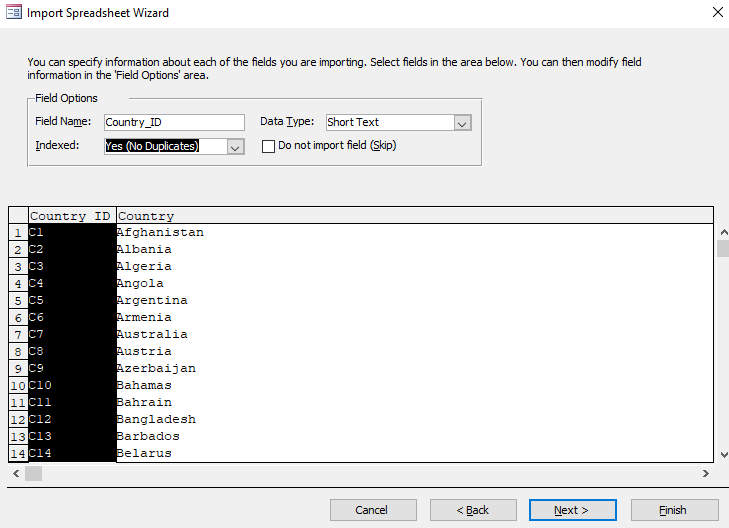 Import Spreadsheet Wizard
You can specify information about each of the fields you are importing. Select fields in the area below. You can then modify field
information in the 'Field Options' area.
Field Options
Field Name: Country_ID Data Type: Short Text
Indexed: Yes (No Duplicates) Do not import field (Skip)
Country ID Country
1 C1 Afghanistan
2 C2 Albania
3 C3 Algeria
4 C4 Angola
5 C5 Argentina
6 C6 Armenia
7 C7 Australia
8 C8 Austria
9 C9 Azerbaijan
10 C10 Bahamas
11 C11 Bahrain
12 C12 Bangladesh
13 C13 Barbados
14 C14 Belarus
Cancel < Back Next > Finish